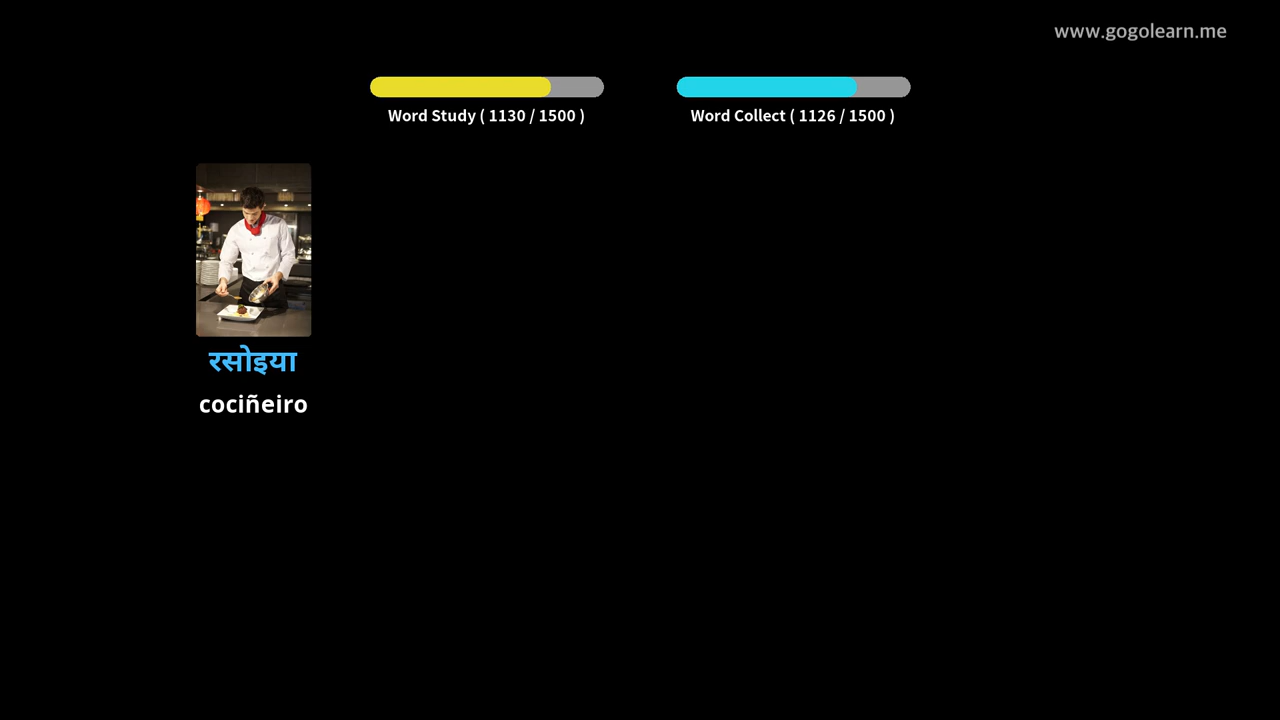 www.gogolearn.me
Word Study ( 1130 / 1500 )
Word Collect ( 1126 / 1500 )
रसोइया
cociñeiro